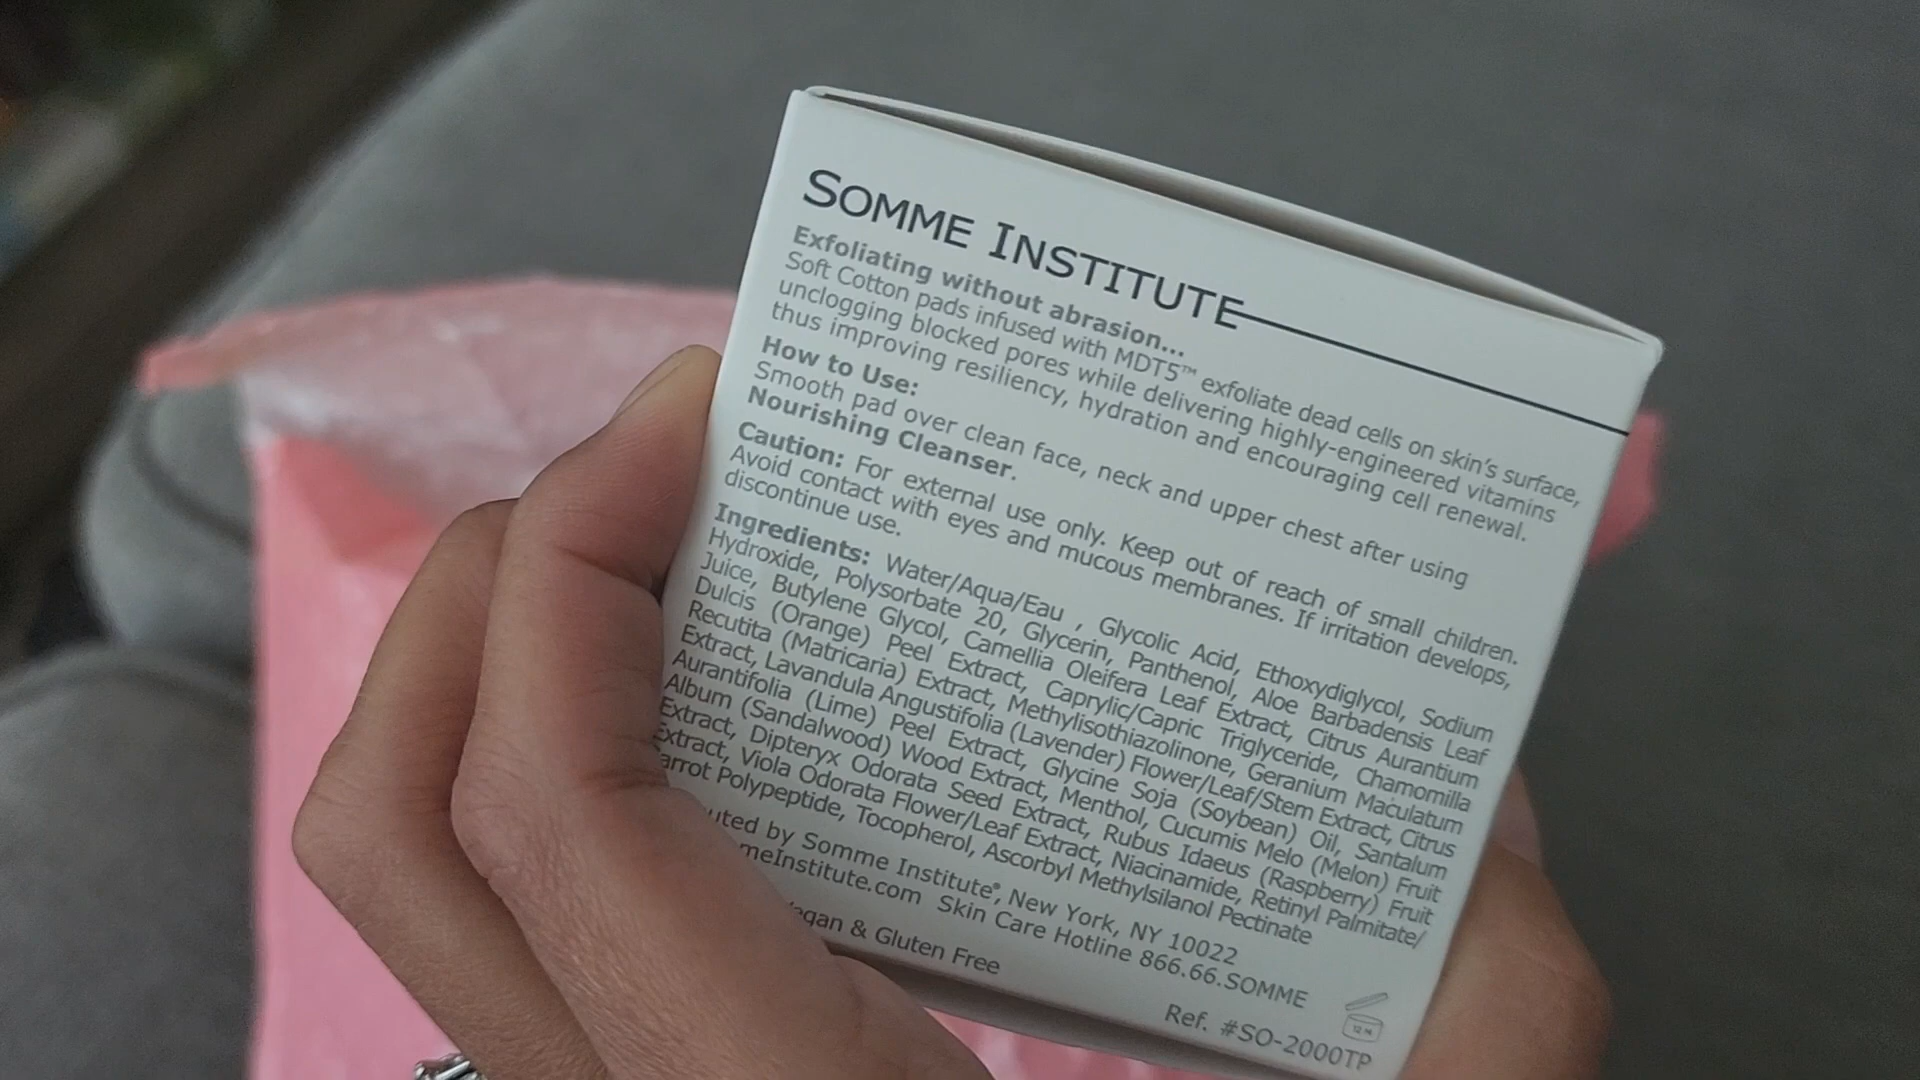 SOMME INSTITUTE
Exfoliating without abrasion...
Soft Cotton pads infused with MDT5™ exfoliate dead cells on skin's surface,
unclogging blocked pores while delivering highly-engineered vitamins
thus improving resiliency, hydration and encouraging cell renewal.
How to Use:
Smooth pad over clean face, neck and upper chest after using
Nourishing Cleanser.
Caution: For external use only. Keep out of reach of small children.
Avoid contact with eyes and mucous membranes. If irritation develops,
discontinue use.
Ingredients: Water/Aqua/Eau , Glycolic Acid, Ethoxydiglycol, Sodium
Hydroxide, Polysorbate 20, Glycerin, Panthenol, Aloe Barbadensis Leaf
Juice, Butylene Glycol, Camellia Oleifera Leaf Extract, Citrus Aurantium
Dulcis (Orange) Peel Extract, Caprylic/Capric Triglyceride, Chamomilla
Recutita (Matricaria) Extract, Methylisothiazolinone, Geranium Maculatum
Extract, Lavandula Angustifolia (Lavender) Flower/Leaf/Stem Extract, Citrus
Aurantifolia (Lime) Peel Extract, Glycine Soja (Soybean) Oil, Santalum
Album (Sandalwood) Wood Extract, Menthol, Cucumis Melo (Melon) Fruit
Extract, Dipteryx Odorata Seed Extract, Rubus Idaeus (Raspberry) Fruit
Extract, Viola Odorata Flower/Leaf Extract, Niacinamide, Retinyl Palmitate/
arrot Polypeptide, Tocopherol, Ascorbyl Methylsilanol Pectinate
uted by Somme Institute®, New York, NY 10022
meInstitute.com Skin Care Hotline 866.66.SOMME
egan & Gluten Free
Ref. #SO-2000TP
12 M